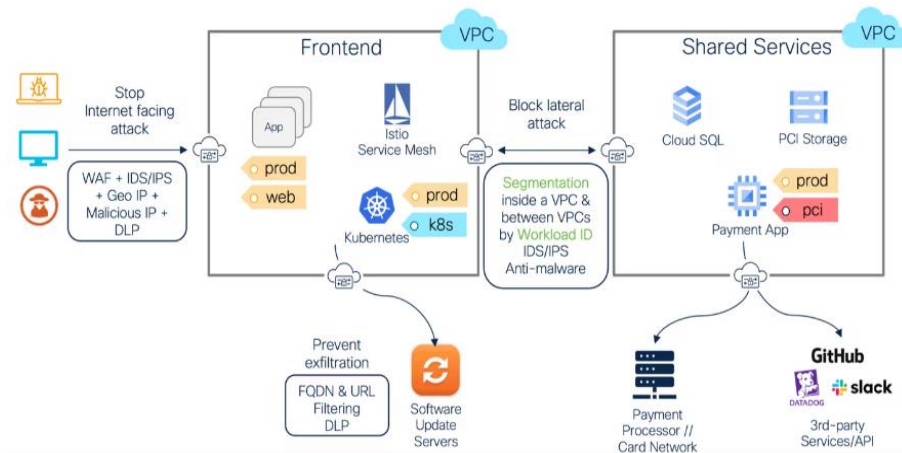 Frontend
VPC
Shared Services
VPC
Stop
Internet facing
attack
WAF + IDS/IPS
+ Geo IP +
Malicious IP +
DLP
App
prod
web
Istio
Service Mesh
Kubernetes
prod
k8s
Block lateral
attack
Segmentation
inside a VPC &
between VPCs
by Workload ID
IDS/IPS
Anti-malware
Cloud SQL
PCI Storage
Payment App
prod
pci
Prevent
exfiltration
FQDN & URL
Filtering
DLP
Software
Update
Servers
Payment
Processor //
Card Network
GitHub
DATADOG
slack
3rd-party
Services/API